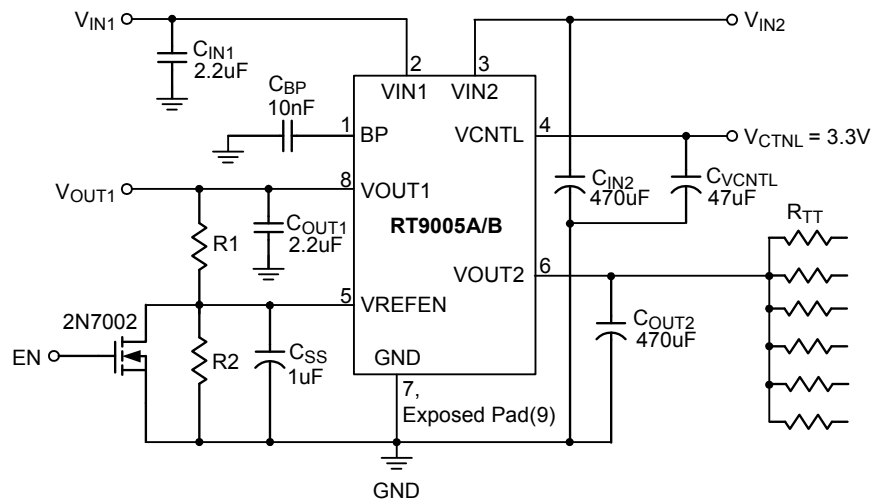 VIN1
VIN2
CIN1
2.2uF
2
3
VIN1
VIN2
CBP
10nF
1
BP
VCNTL
4
VCTNL = 3.3V
VOUT1
8
VOUT1
CIN2
470uF
CVCNTL
47uF
COUT1
2.2uF
RT9005A/B
RTT
R1
VOUT2
6
5
VREFEN
2N7002
COUT2
470uF
EN
R2
CSS
1uF
GND
7,
Exposed Pad(9)
GND